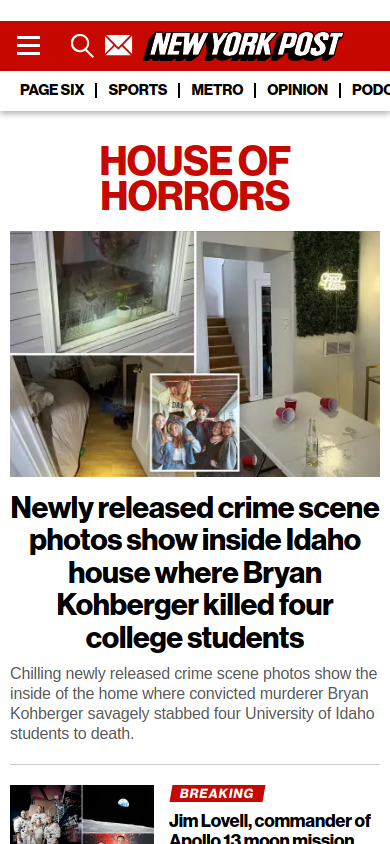 NEW YORK POST
PAGE SIX | SPORTS | METRO | OPINION | PODC
HOUSE OF
HORRORS
Newly released crime scene
photos show inside Idaho
house where Bryan
Kohberger killed four
college students
Chilling newly released crime scene photos show the
inside of the home where convicted murderer Bryan
Kohberger savagely stabbed four University of Idaho
students to death.
BREAKING
Jim Lovell, commander of
Apollo 13 moon mission